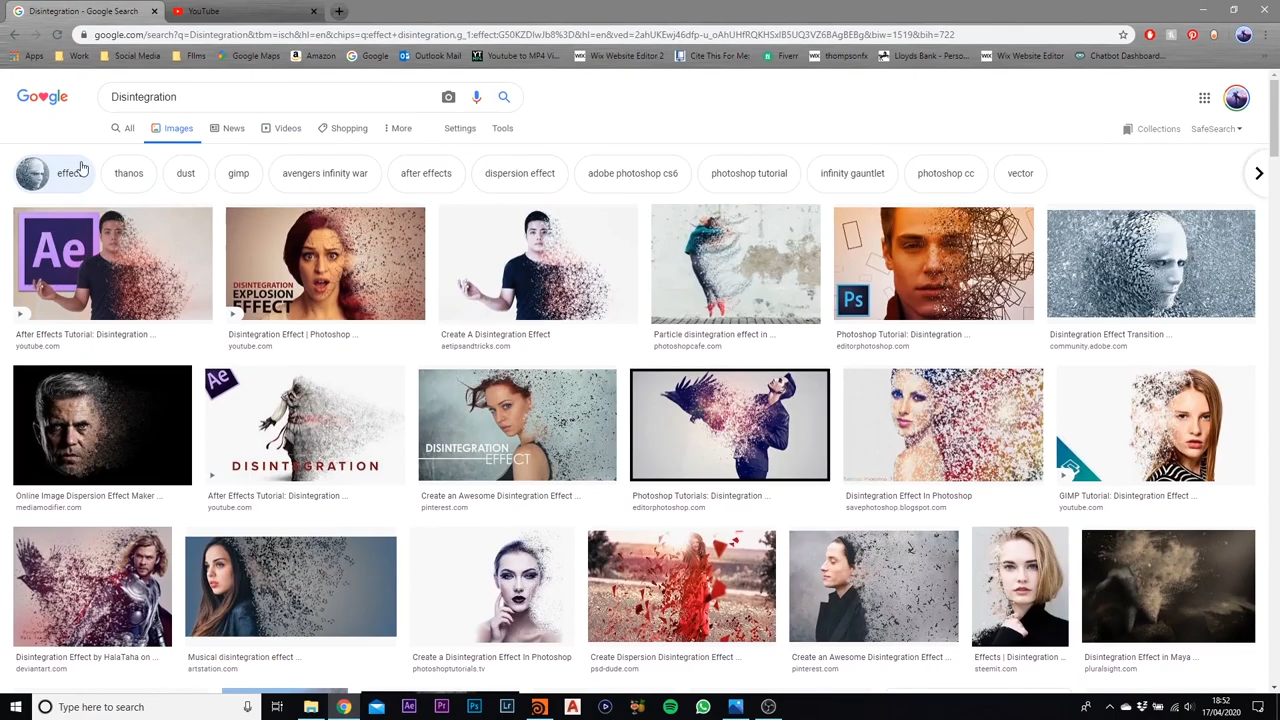 Disintegration - Google Search
YouTube
google.com/search?q=Disintegration&tbm=isch&hl=en&chips=q:effect+disintegration,g_1:effect:G50KZDIwJb8%3D&hl=en&ved=2ahUKEwj46dfp-u_oAhUHfRQKHSxIB5UQ3VZ6BAgBEBg&biw=1519&bih=722
Apps Work Social Media FIlms Google Maps Amazon Google Outlook Mail Youtube to MP4 Vi... Wix Website Editor Cite This For Me: Fiverr thomasparkfx Lloyds Bank - Perso... Wix Website Editor Chatbot Dashboard...
Google
Disintegration
All Images News Videos Shopping More Settings Tools
Collections SafeSearch
thanos dust gimp avengers infinity war after effects dispersion effect adobe photoshop cs6 photoshop tutorial infinity gauntlet photoshop cc vector
Ae
DISINTEGRATION
EXPLOSION
EFFECT
Ps
After Effects Tutorial: Disintegration ...
youtube.com
Disintegration Effect | Photoshop ...
youtube.com
Create A Disintegration Effect
aetipsandtricks.com
Particle disintegration effect in ...
photoshopcafe.com
Photoshop Tutorial: Disintegration ...
editorphotoshop.com
Disintegration Effect Transition ...
community.adobe.com
Ae
DISINTEGRATION
DISINTEGRATION
EFFECT
Online Image Dispersion Effect Maker ...
mediamodifier.com
After Effects Tutorial: Disintegration ...
youtube.com
Create an Awesome Disintegration Effect ...
pinterest.com
Photoshop Tutorials: Disintegration ...
editorphotoshop.com
Disintegration Effect In Photoshop
savephotoshop.blogspot.com
GIMP Tutorial: Disintegration Effect ...
youtube.com
Disintegration Effect by HalaTaha on ...
deviantart.com
Musical disintegration effect ...
artstation.com
Create a Disintegration Effect In Photoshop
photoshoptutorials.tv
Create Dispersion Disintegration Effect ...
psd-dude.com
Create an Awesome Disintegration Effect ...
pinterest.com
Effects | Disintegration ...
steemit.com
Disintegration Effect in Maya ...
pluralsight.com
Type here to search
Ae Pr Ps Lr
18:52
17/04/2020